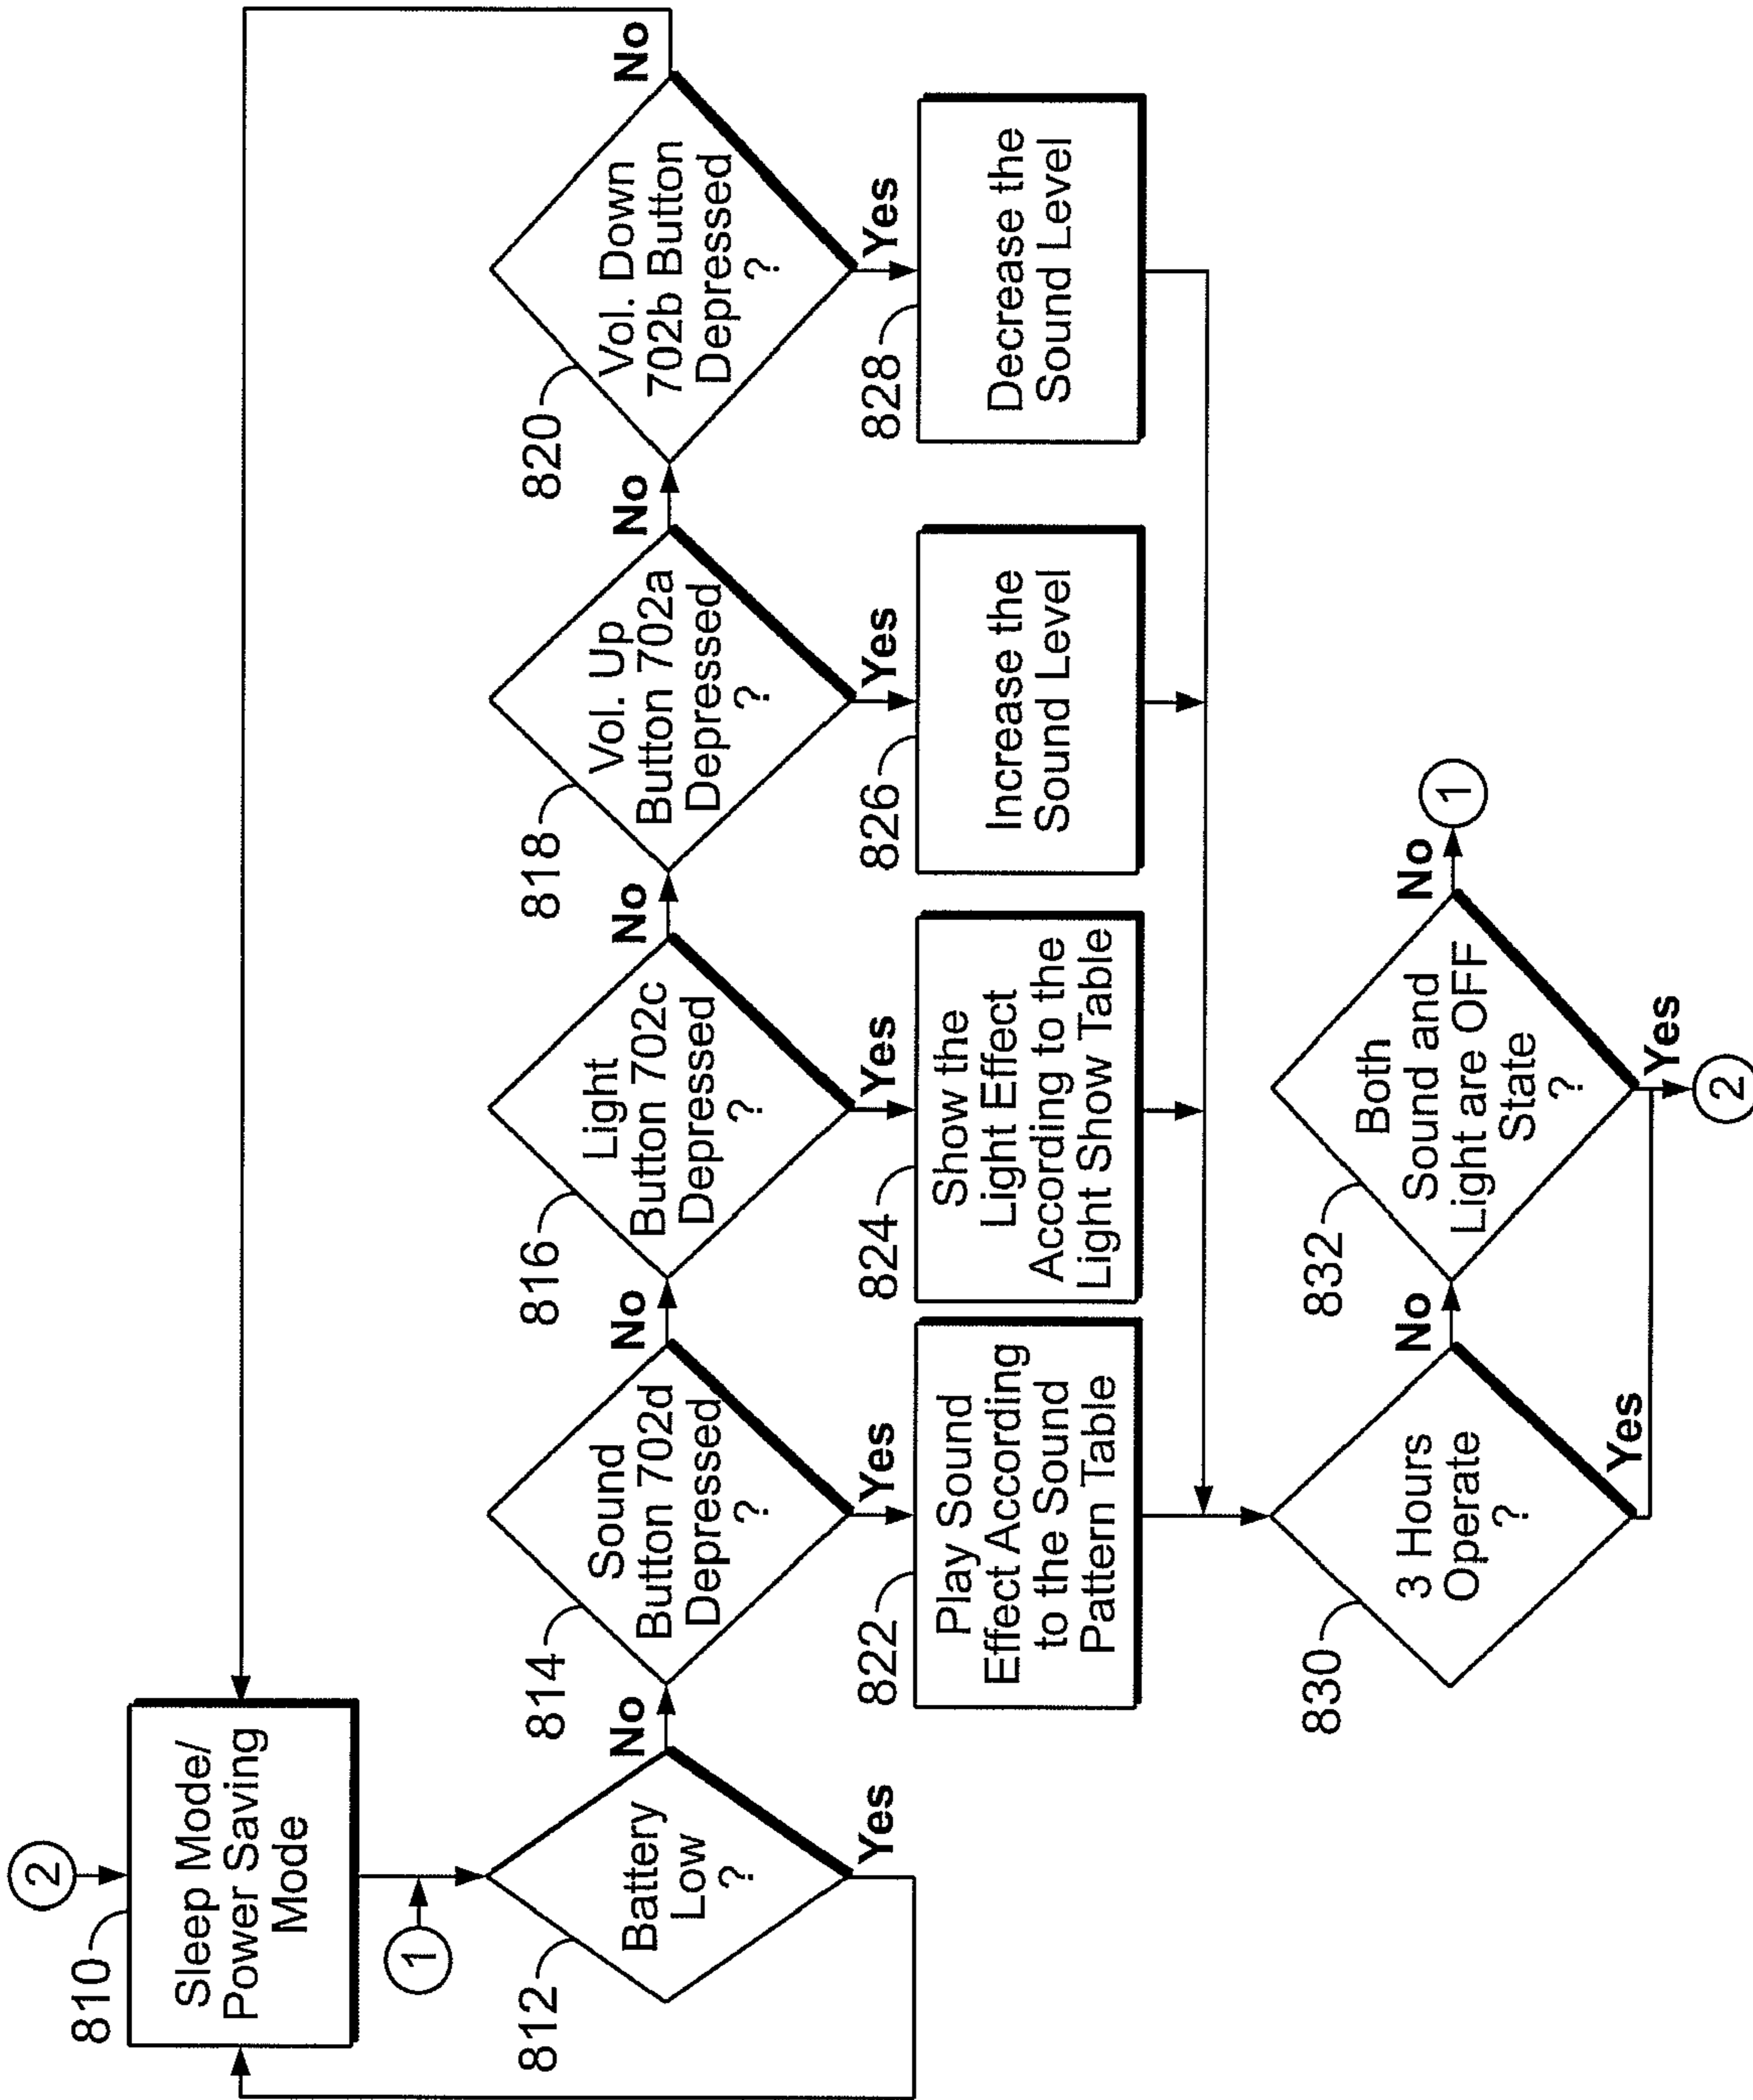 2
810
Sleep Mode/
Power Saving
Mode
1
812
Battery
Low
?
Yes
No
814
Sound
Button 702d
Depressed
?
Yes
No
816
Light
Button 702c
Depressed
?
Yes
No
818
Vol. Up
Button 702a
Depressed
?
Yes
No
820
Vol. Down
702b Button
Depressed
?
Yes
No
822
Play Sound
Effect According
to the Sound
Pattern Table
824
Show the
Light Effect
According to the
Light Show Table
826
Increase the
Sound Level
828
Decrease the
Sound Level
830
3 Hours
Operate
?
Yes
No
832
Both
Sound and
Light are OFF
State
?
No
1
Yes
2